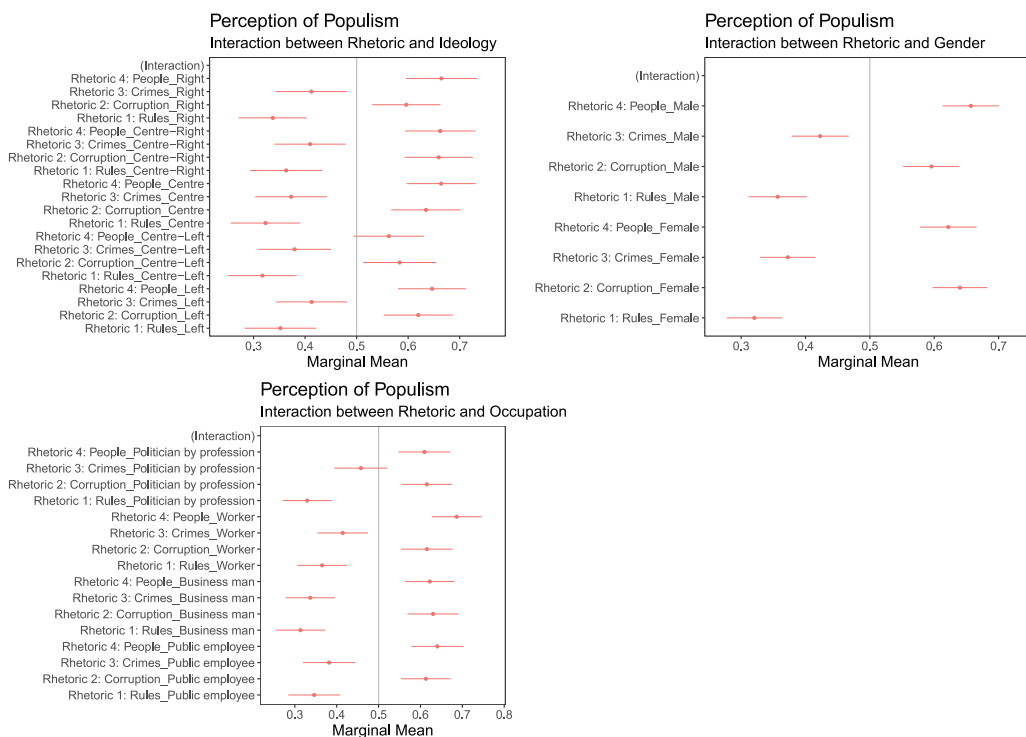 Perception of Populism
Interaction between Rhetoric and Ideology
(Interaction)
Rhetoric 4: People_Right
Rhetoric 3: Crimes_Right
Rhetoric 2: Corruption_Right
Rhetoric 1: Rules_Right
Rhetoric 4: People_Centre−Right
Rhetoric 3: Crimes_Centre−Right
Rhetoric 2: Corruption_Centre−Right
Rhetoric 1: Rules_Centre−Right
Rhetoric 4: People_Centre
Rhetoric 3: Crimes_Centre
Rhetoric 2: Corruption_Centre
Rhetoric 1: Rules_Centre
Rhetoric 4: People_Centre−Left
Rhetoric 3: Crimes_Centre−Left
Rhetoric 2: Corruption_Centre−Left
Rhetoric 1: Rules_Centre−Left
Rhetoric 4: People_Left
Rhetoric 3: Crimes_Left
Rhetoric 2: Corruption_Left
Rhetoric 1: Rules_Left
0.3 0.4 0.5 0.6 0.7
Marginal Mean
Perception of Populism
Interaction between Rhetoric and Gender
(Interaction)
Rhetoric 4: People_Male
Rhetoric 3: Crimes_Male
Rhetoric 2: Corruption_Male
Rhetoric 1: Rules_Male
Rhetoric 4: People_Female
Rhetoric 3: Crimes_Female
Rhetoric 2: Corruption_Female
Rhetoric 1: Rules_Female
0.3 0.4 0.5 0.6 0.7
Marginal Mean
Perception of Populism
Interaction between Rhetoric and Occupation
(Interaction)
Rhetoric 4: People_Politician by profession
Rhetoric 3: Crimes_Politician by profession
Rhetoric 2: Corruption_Politician by profession
Rhetoric 1: Rules_Politician by profession
Rhetoric 4: People_Worker
Rhetoric 3: Crimes_Worker
Rhetoric 2: Corruption_Worker
Rhetoric 1: Rules_Worker
Rhetoric 4: People_Business man
Rhetoric 3: Crimes_Business man
Rhetoric 2: Corruption_Business man
Rhetoric 1: Rules_Business man
Rhetoric 4: People_Public employee
Rhetoric 3: Crimes_Public employee
Rhetoric 2: Corruption_Public employee
Rhetoric 1: Rules_Public employee
0.3 0.4 0.5 0.6 0.7 0.8
Marginal Mean